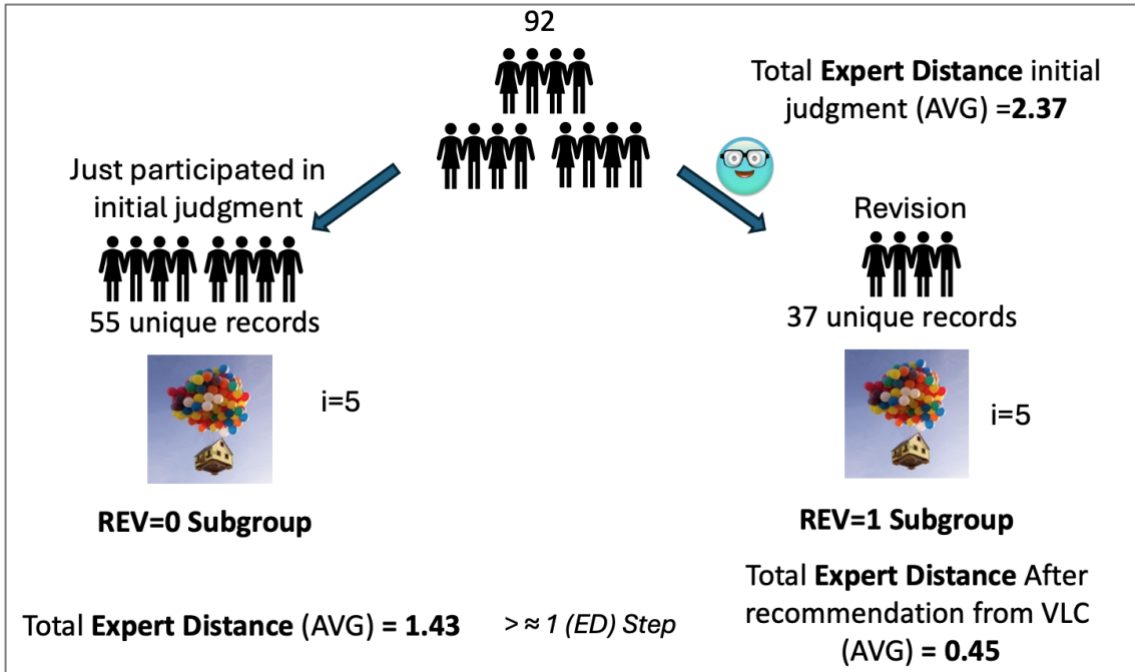 92
Total Expert Distance initial
judgment (AVG) =2.37
Just participated in
initial judgment
Revision
55 unique records
37 unique records
i=5
i=5
REV=0 Subgroup
REV=1 Subgroup
Total Expert Distance (AVG) = 1.43
> ≈ 1 (ED) Step
Total Expert Distance After
recommendation from VLC
(AVG) = 0.45